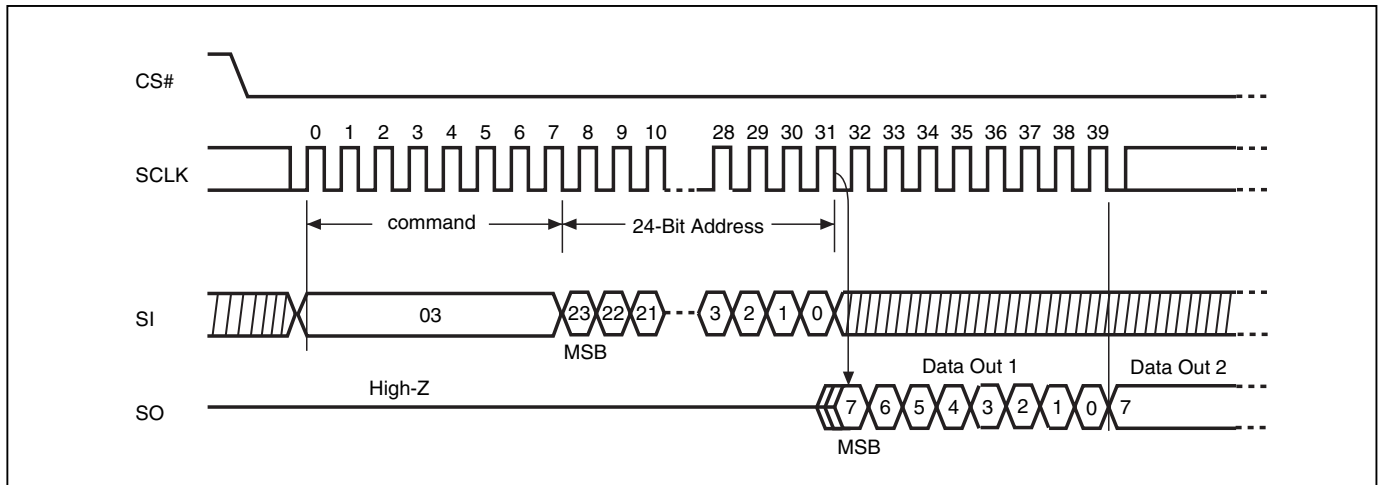 CS#
0 1 2 3 4 5 6 7 8 9 10 28 29 30 31 32 33 34 35 36 37 38 39
SCLK
command 24-Bit Address
SI 03 23 22 21 3 2 1 0
MSB
High-Z Data Out 1 Data Out 2
SO 7 6 5 4 3 2 1 0 7
MSB